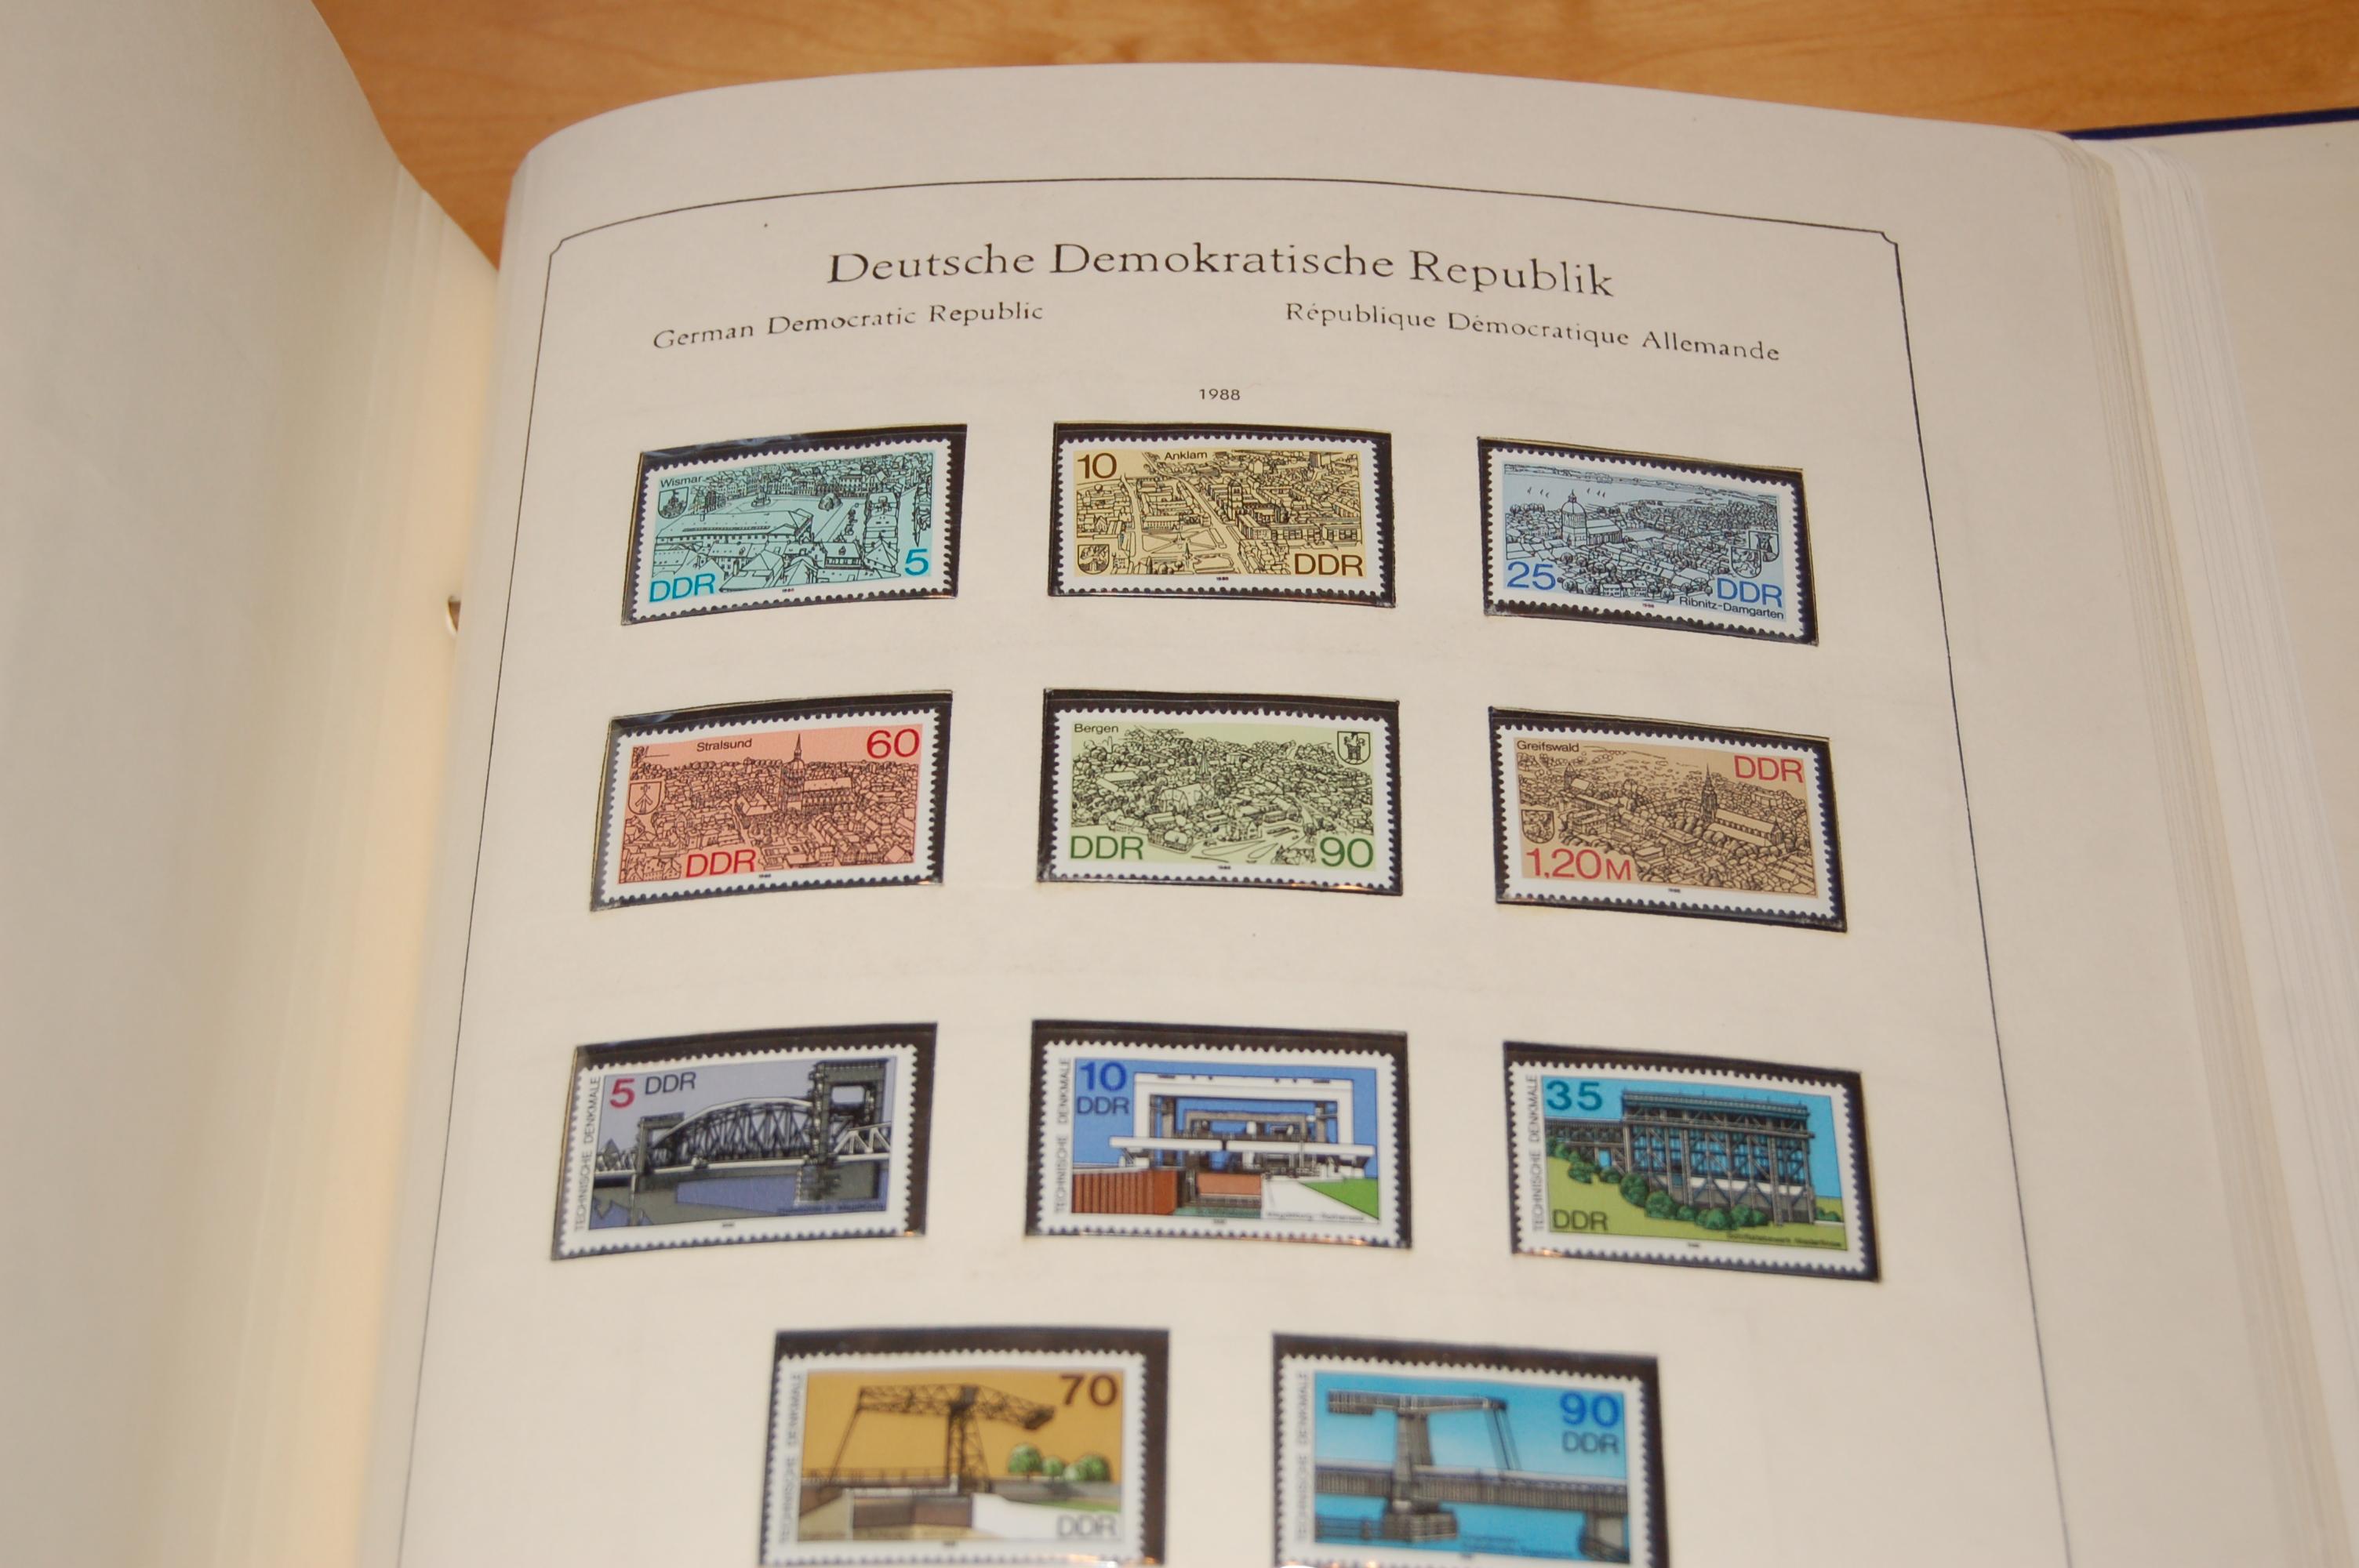 Deutsche Demokratische Republik
German Democratic Republic
République Démocratique Allemande
1988
Wismar
5
DDR
10
Anklam
DDR
25
DDR
Ribnitz-Damgarten
Stralsund
60
DDR
Bergen
DDR
90
Greifswald
DDR
1,20 M
TECHNISCHE DENKMALE
5 DDR
TECHNISCHE DENKMALE
10
DDR
TECHNISCHE DENKMALE
35
DDR
TECHNISCHE DENKMALE
70
DDR
TECHNISCHE DENKMALE
90
DDR